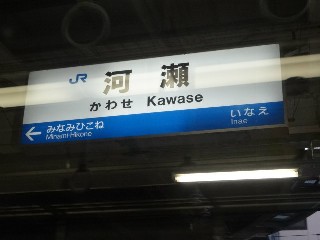 JR 河瀬
かわせ Kawase
← みなみひこね いなえ
Minami-Hikone Inae